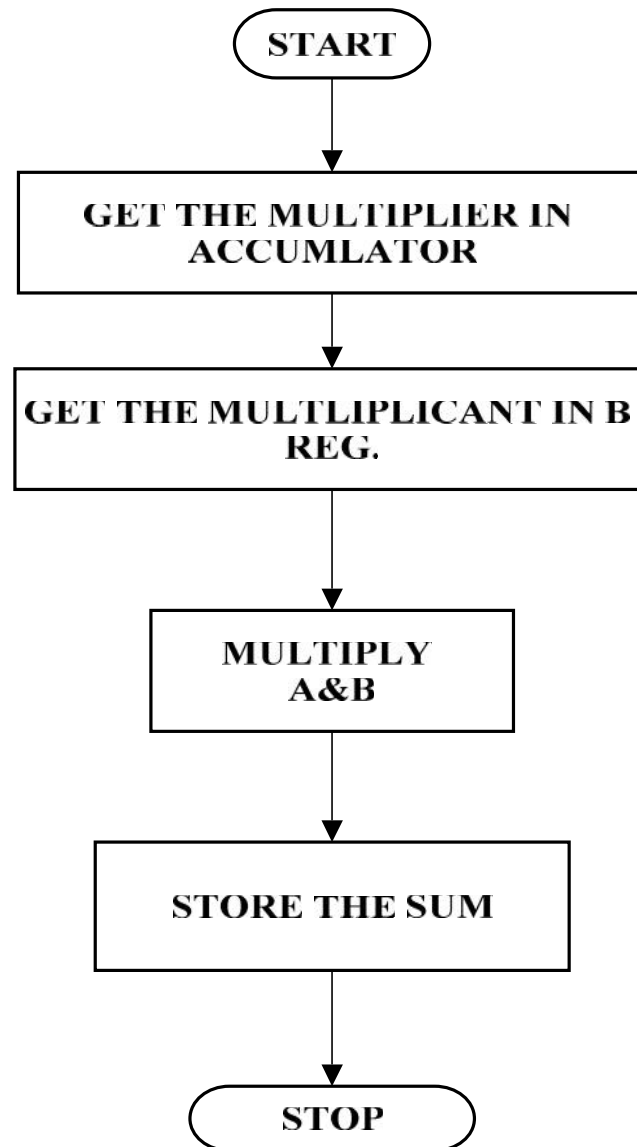 START
GET THE MULTIPLIER IN
ACCUMLATOR
GET THE MULTLIPLICANT IN B
REG.
MULTIPLY
A&B
STORE THE SUM
STOP